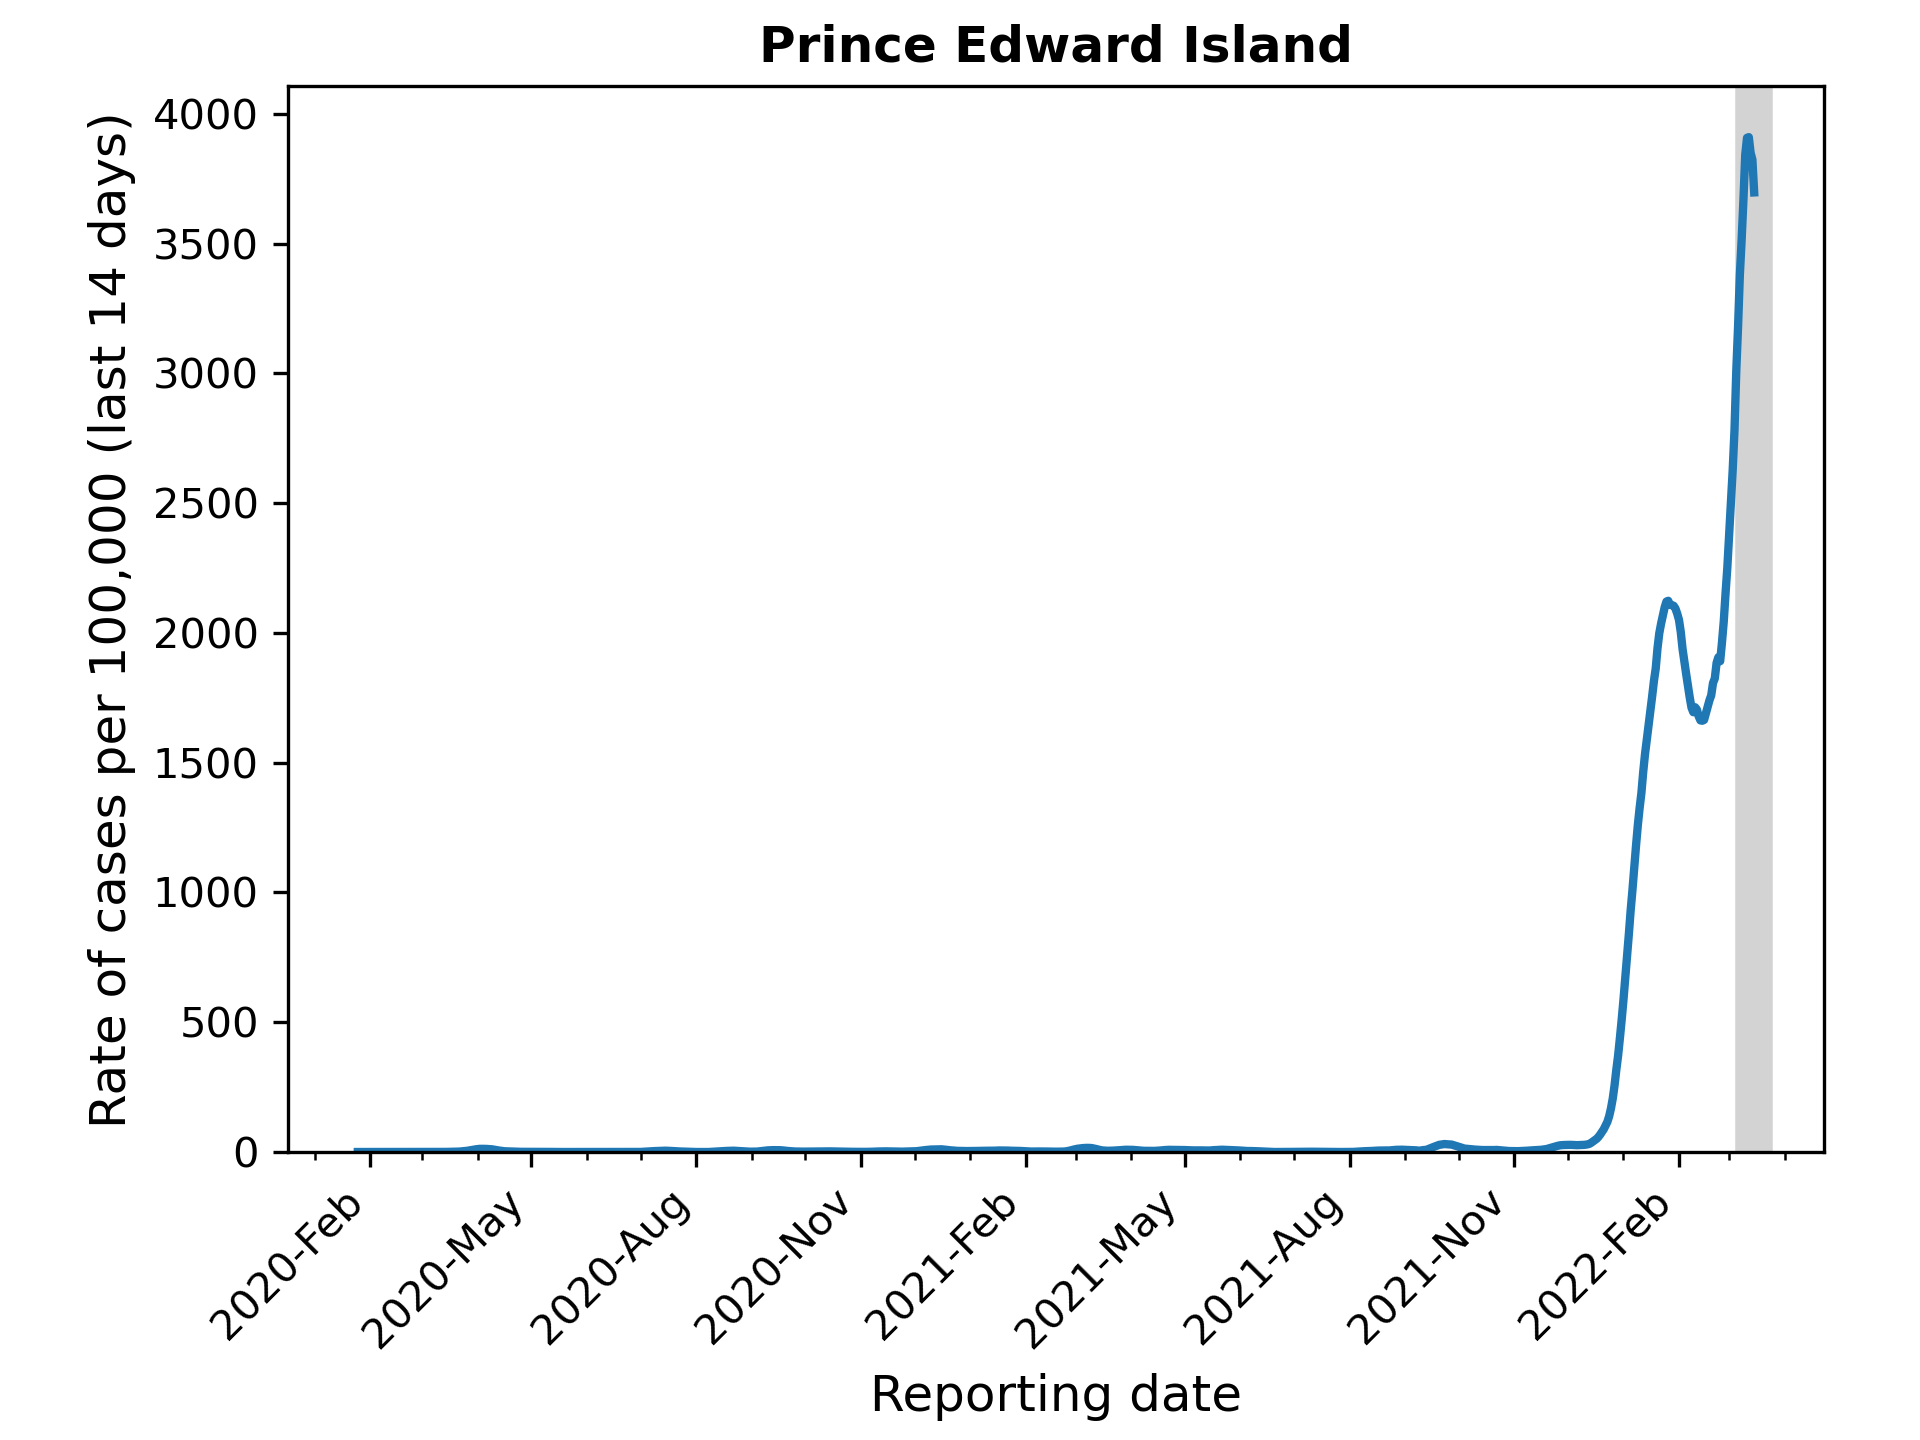 Prince Edward Island
Rate of cases per 100,000 (last 14 days)
4000
3500
3000
2500
2000
1500
1000
500
0
2020-Feb
2020-May
2020-Aug
2020-Nov
2021-Feb
2021-May
2021-Aug
2021-Nov
2022-Feb
Reporting date